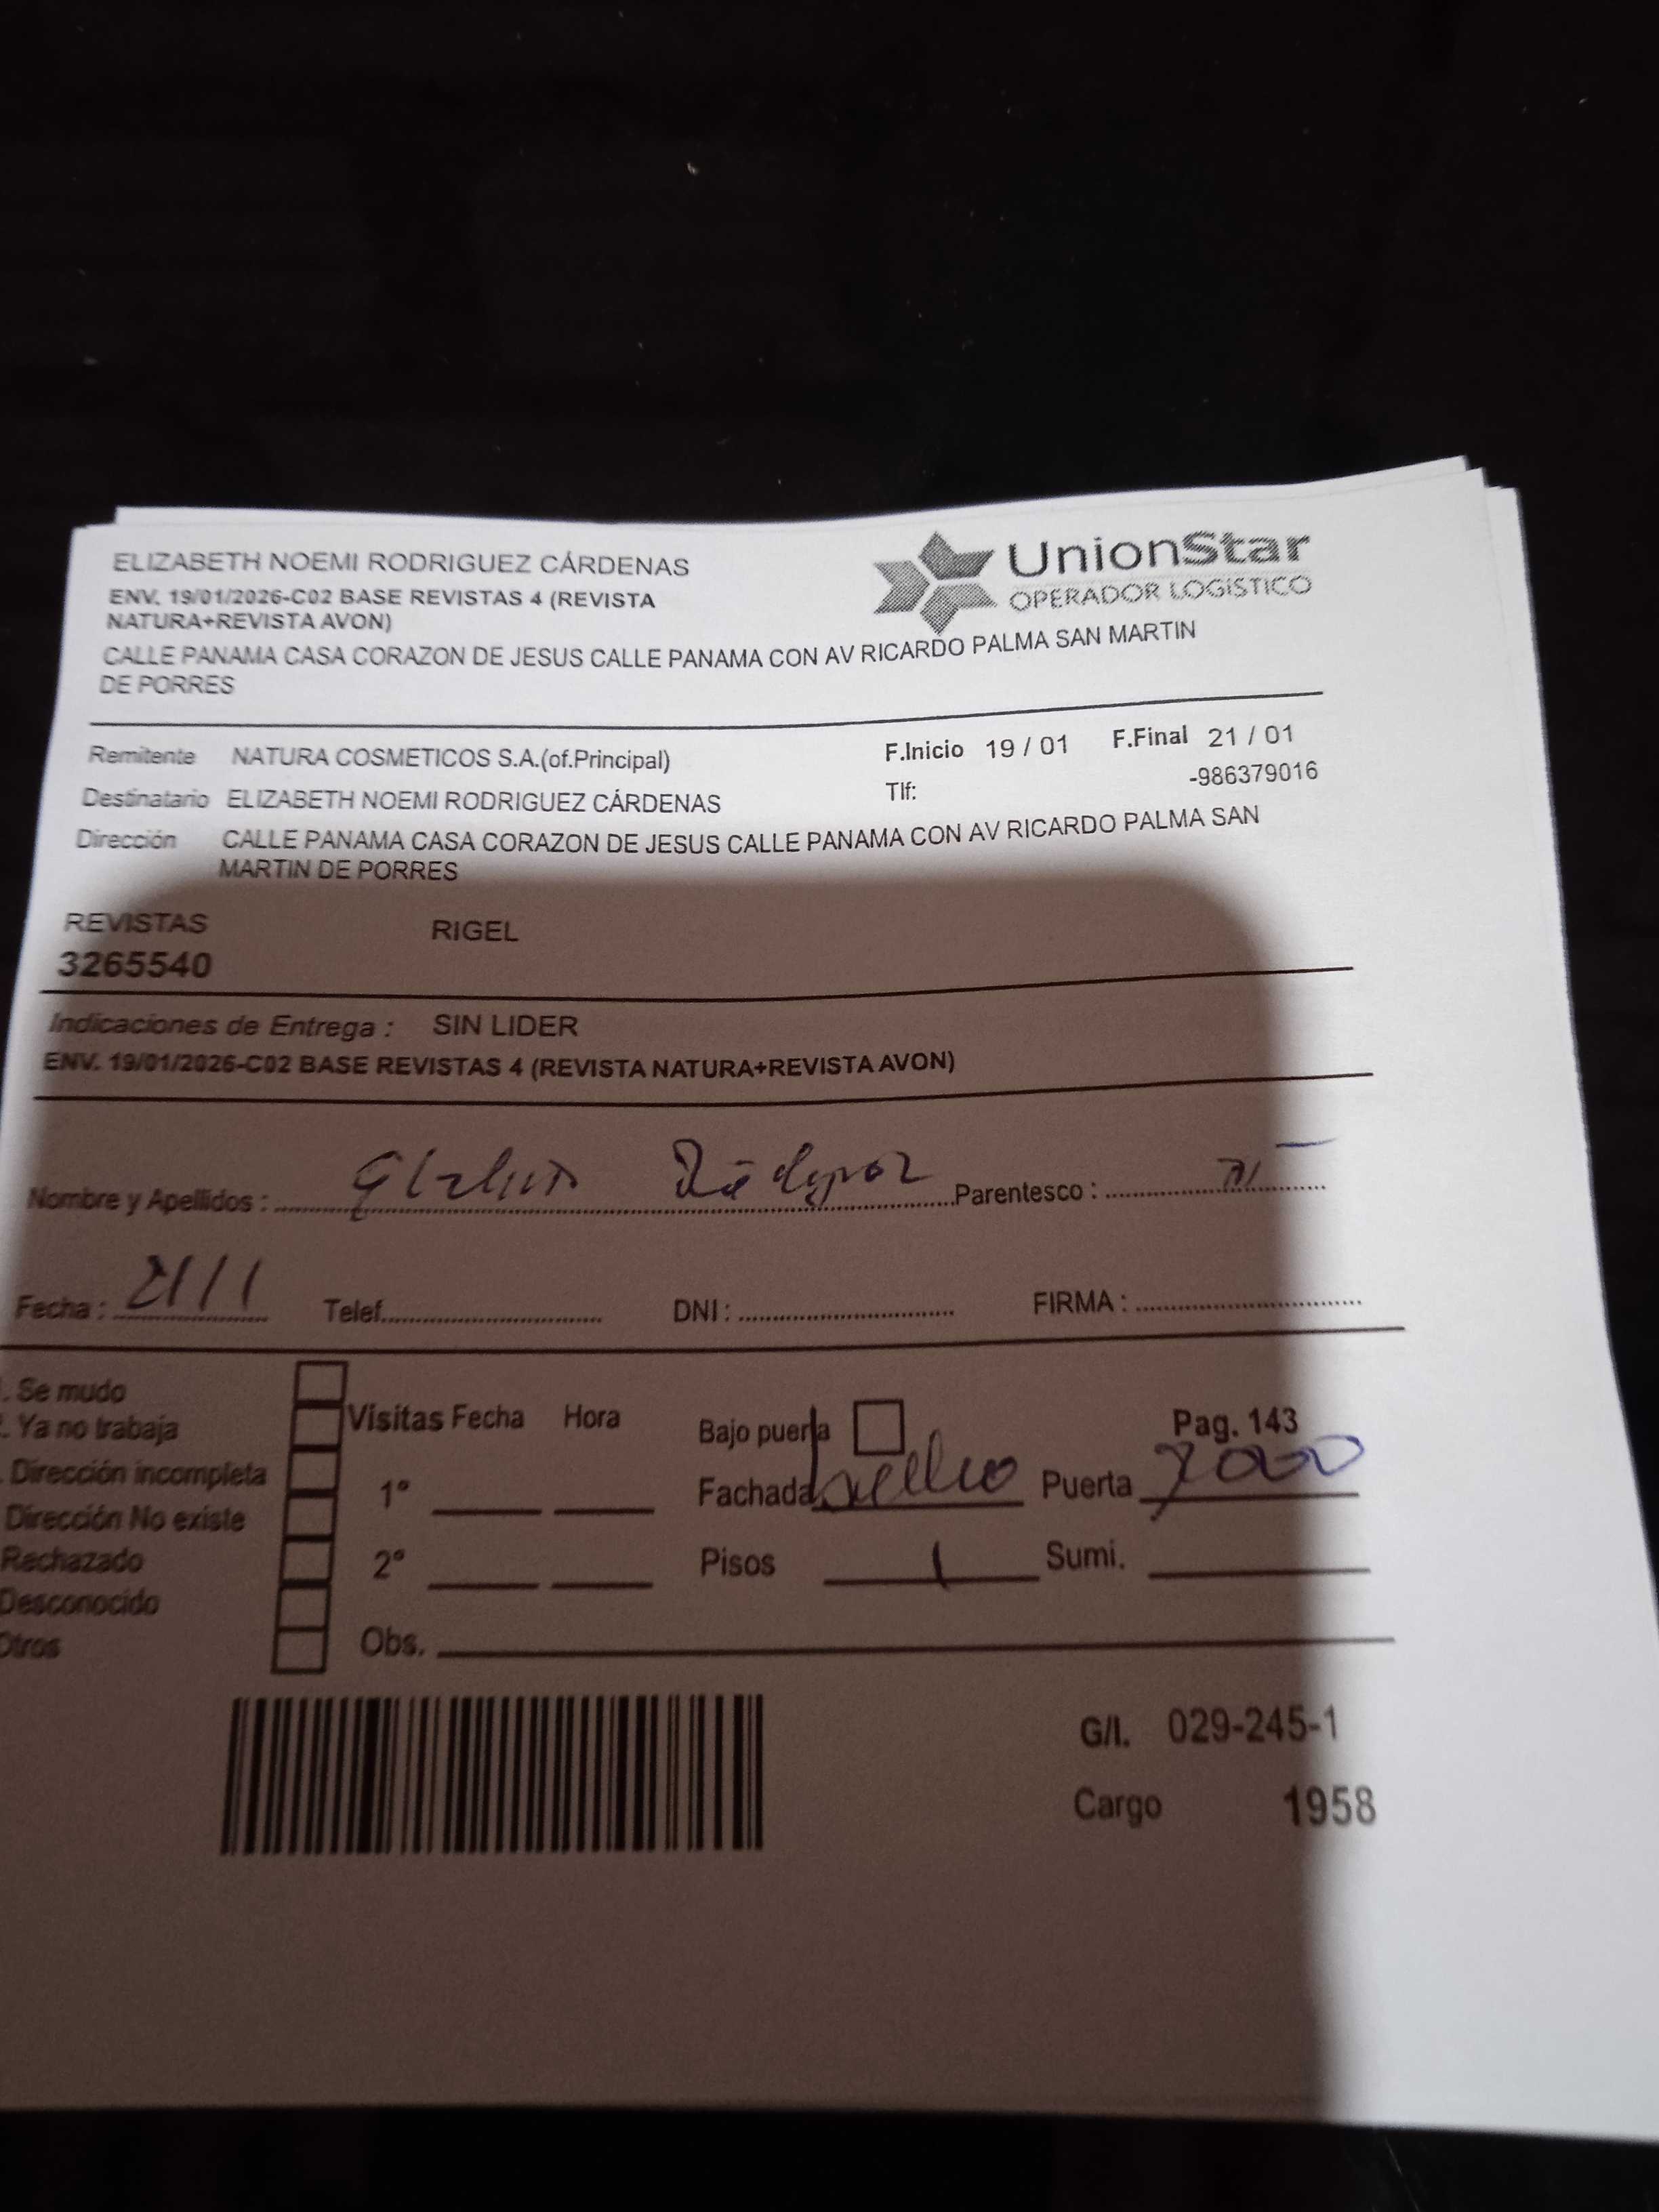 ELIZABETH NOEMI RODRIGUEZ CÁRDENAS
UnionStar
OPERADOR LOGÍSTICO
ENV. 19/01/2026-C02 BASE REVISTAS 4 (REVISTA
NATURA+REVISTA AVON)
CALLE PANAMA CASA CORAZON DE JESUS CALLE PANAMA CON AV RICARDO PALMA SAN MARTIN
DE PORRES
Remitente NATURA COSMETICOS S.A.(of.Principal) F.Inicio 19 / 01 F.Final 21 / 01
Destinatario ELIZABETH NOEMI RODRIGUEZ CÁRDENAS Tlf: -986379016
Dirección CALLE PANAMA CASA CORAZON DE JESUS CALLE PANAMA CON AV RICARDO PALMA SAN
MARTIN DE PORRES
REVISTAS RIGEL
3265540
Indicaciones de Entrega : SIN LIDER
ENV. 19/01/2026-C02 BASE REVISTAS 4 (REVISTA NATURA+REVISTA AVON)
Nombre y Apellidos : Parentesco :
Fecha : 21/1 Telef. DNI : FIRMA :
. Se mudo
. Ya no trabaja
. Dirección incompleta
Dirección No existe
Rechazado
Desconocido
Otros
Visitas Fecha Hora
1°
2°
Obs.
Bajo puerta Pag. 143
Fachada Puerta
Pisos 1 Sumi.
G/I. 029-245-1
Cargo 1958